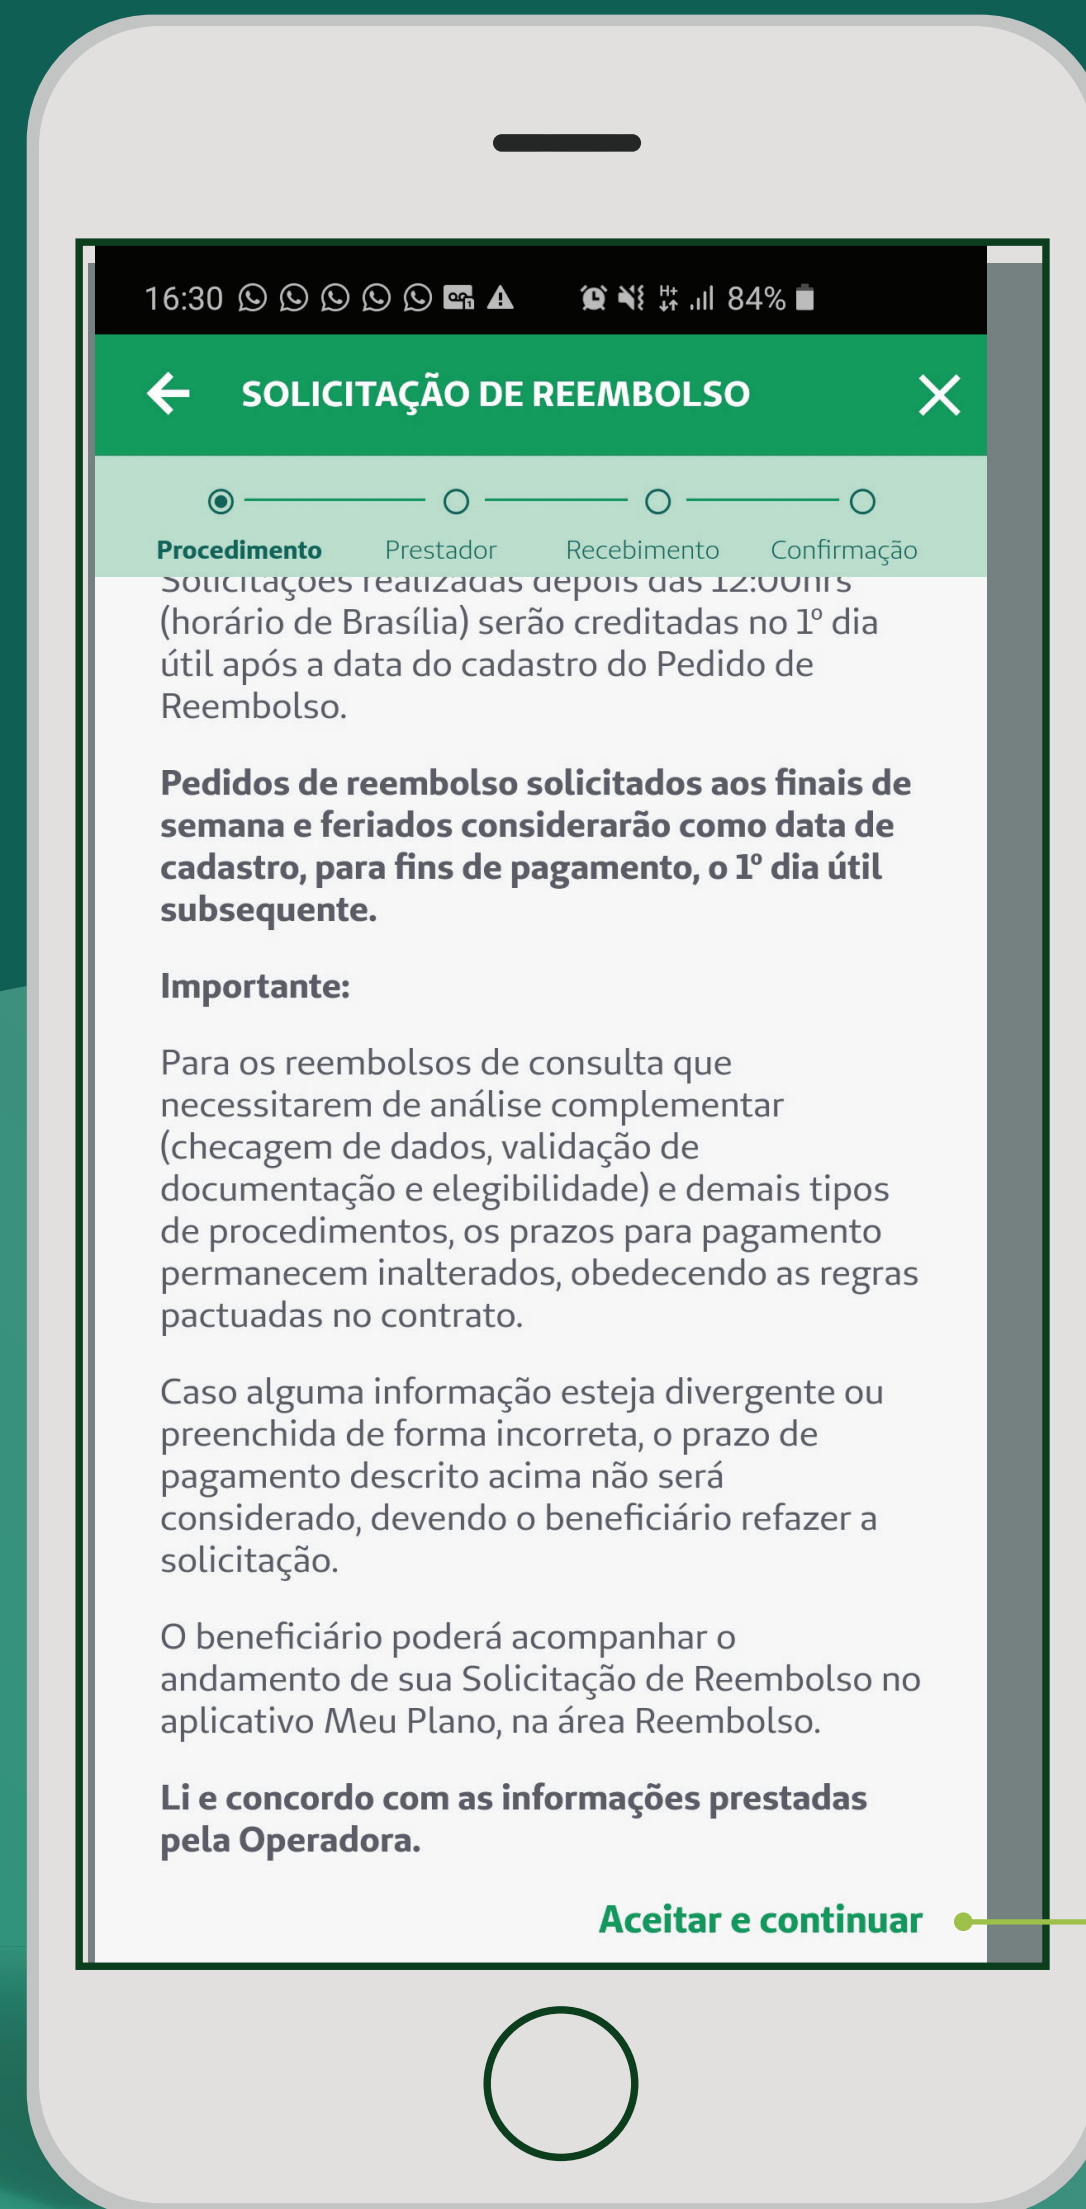 16:30 84%
SOLICITAÇÃO DE REEMBOLSO
Procedimento Prestador Recebimento Confirmação
Solicitações realizadas depois das 12:00hrs
(horário de Brasília) serão creditadas no 1º dia
útil após a data do cadastro do Pedido de
Reembolso.
Pedidos de reembolso solicitados aos finais de
semana e feriados considerarão como data de
cadastro, para fins de pagamento, o 1º dia útil
subsequente.
Importante:
Para os reembolsos de consulta que
necessitarem de análise complementar
(checagem de dados, validação de
documentação e elegibilidade) e demais tipos
de procedimentos, os prazos para pagamento
permanecem inalterados, obedecendo as regras
pactuadas no contrato.
Caso alguma informação esteja divergente ou
preenchida de forma incorreta, o prazo de
pagamento descrito acima não será
considerado, devendo o beneficiário refazer a
solicitação.
O beneficiário poderá acompanhar o
andamento de sua Solicitação de Reembolso no
aplicativo Meu Plano, na área Reembolso.
Li e concordo com as informações prestadas
pela Operadora.
Aceitar e continuar